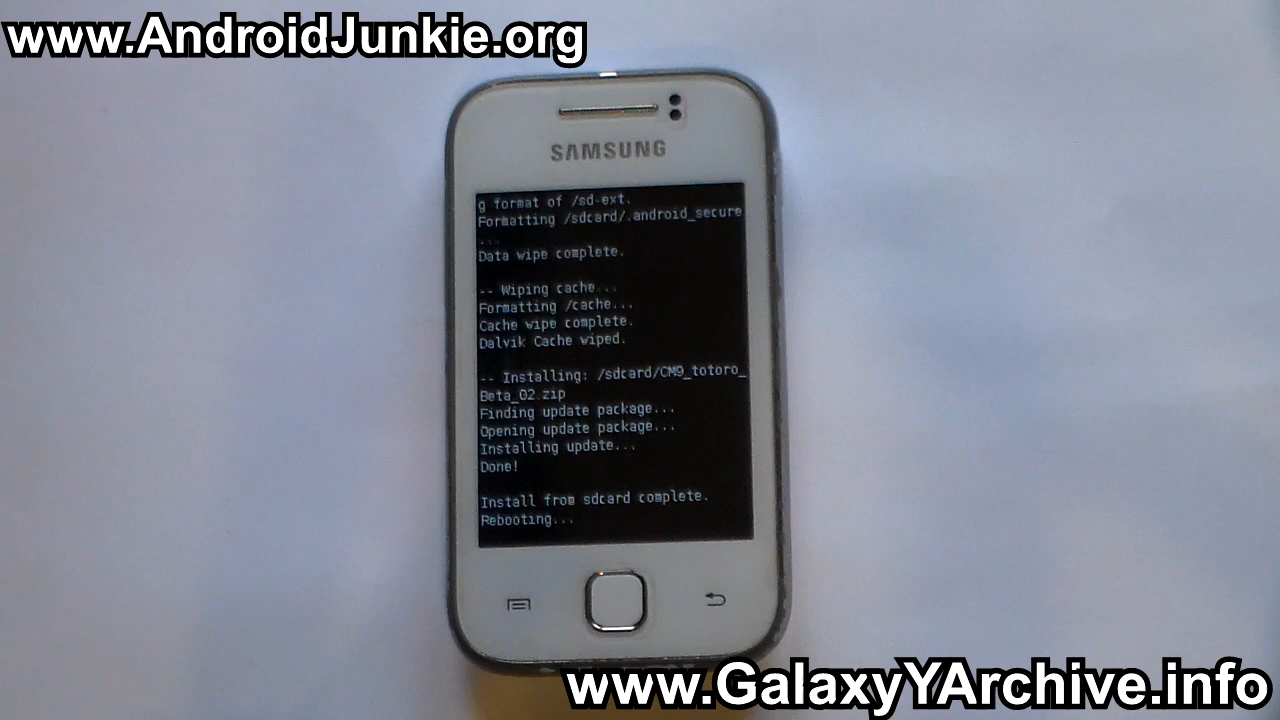 www.AndroidJunkie.org
SAMSUNG
g format of /sd-ext.
Formatting /sdcard/.android_secure
...
Data wipe complete.
-- Wiping cache...
Formatting /cache...
Cache wipe complete.
Dalvik Cache wiped.
-- Installing: /sdcard/CM9_totoro_
Beta_02.zip
Finding update package...
Opening update package...
Installing update...
Done!
Install from sdcard complete.
Rebooting...
www.GalaxyYArchive.info